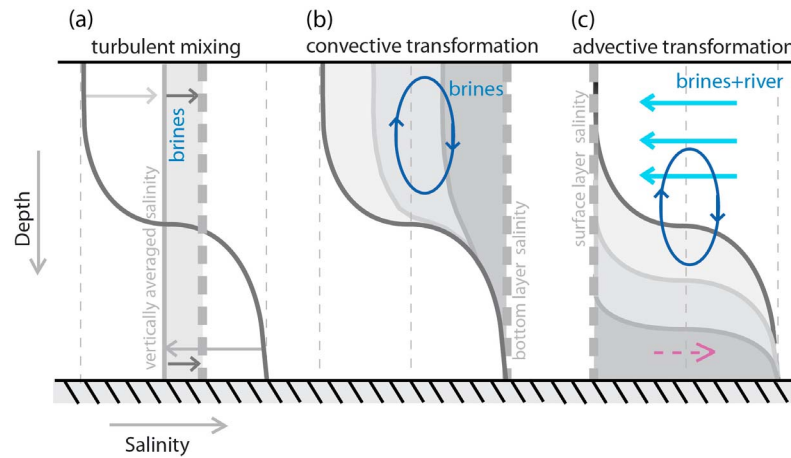 (a)
turbulent mixing
(b)
convective transformation
(c)
advective transformation
brines
vertically averaged salinity
brines
bottom layer salinity
brines+river
surface layer salinity
Depth
Salinity